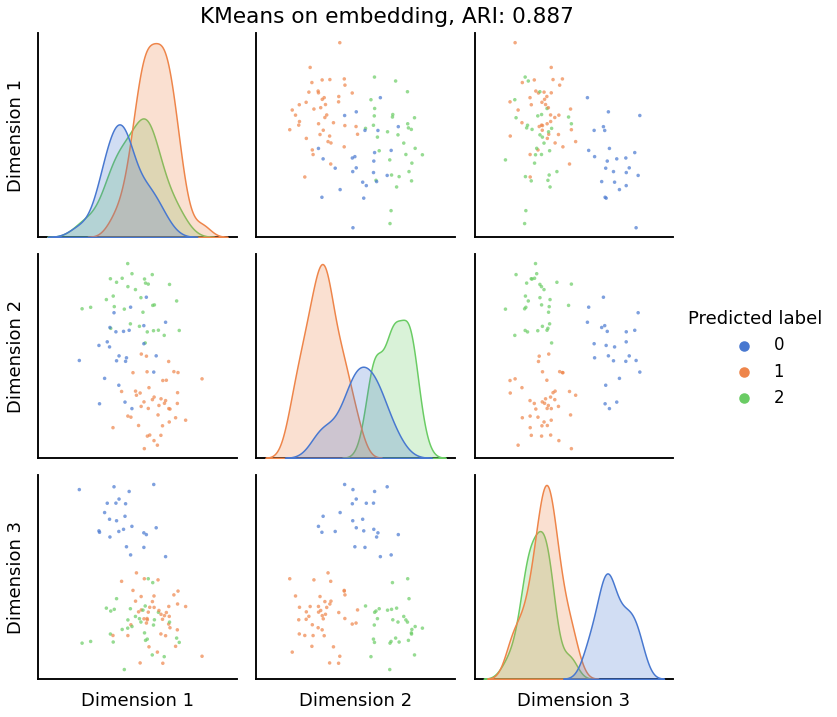 KMeans on embedding, ARI: 0.887
Dimension 1
Dimension 2
Predicted label
0
1
2
Dimension 3
Dimension 1
Dimension 2
Dimension 3